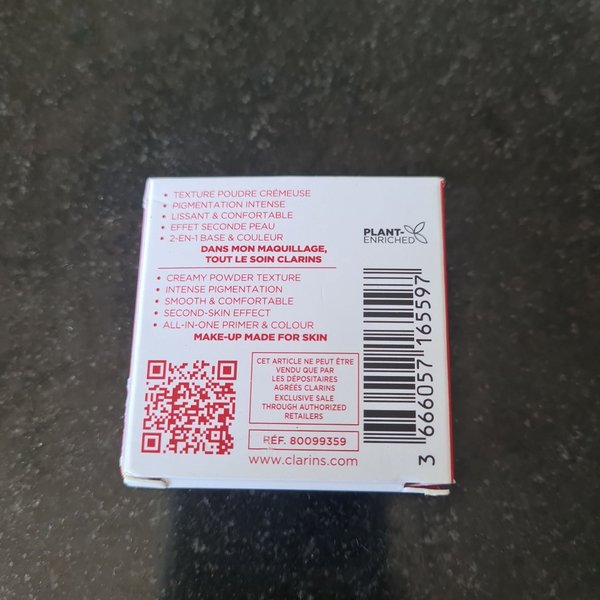 • TEXTURE POUDRE CRÉMEUSE
• PIGMENTATION INTENSE
• LISSANT & CONFORTABLE
• EFFET SECONDE PEAU
• 2-EN-1 BASE & COULEUR
DANS MON MAQUILLAGE,
TOUT LE SOIN CLARINS
• CREAMY POWDER TEXTURE
• INTENSE PIGMENTATION
• SMOOTH & COMFORTABLE
• SECOND-SKIN EFFECT
• ALL-IN-ONE PRIMER & COLOUR
MAKE-UP MADE FOR SKIN
CET ARTICLE NE PEUT ÊTRE
VENDU QUE PAR
LES DÉPOSITAIRES
AGRÉÉS CLARINS
EXCLUSIVE SALE
THROUGH AUTHORIZED
RETAILERS
RÉF. 80099359
www.clarins.com
PLANT-
ENRICHED
3 666057 165597